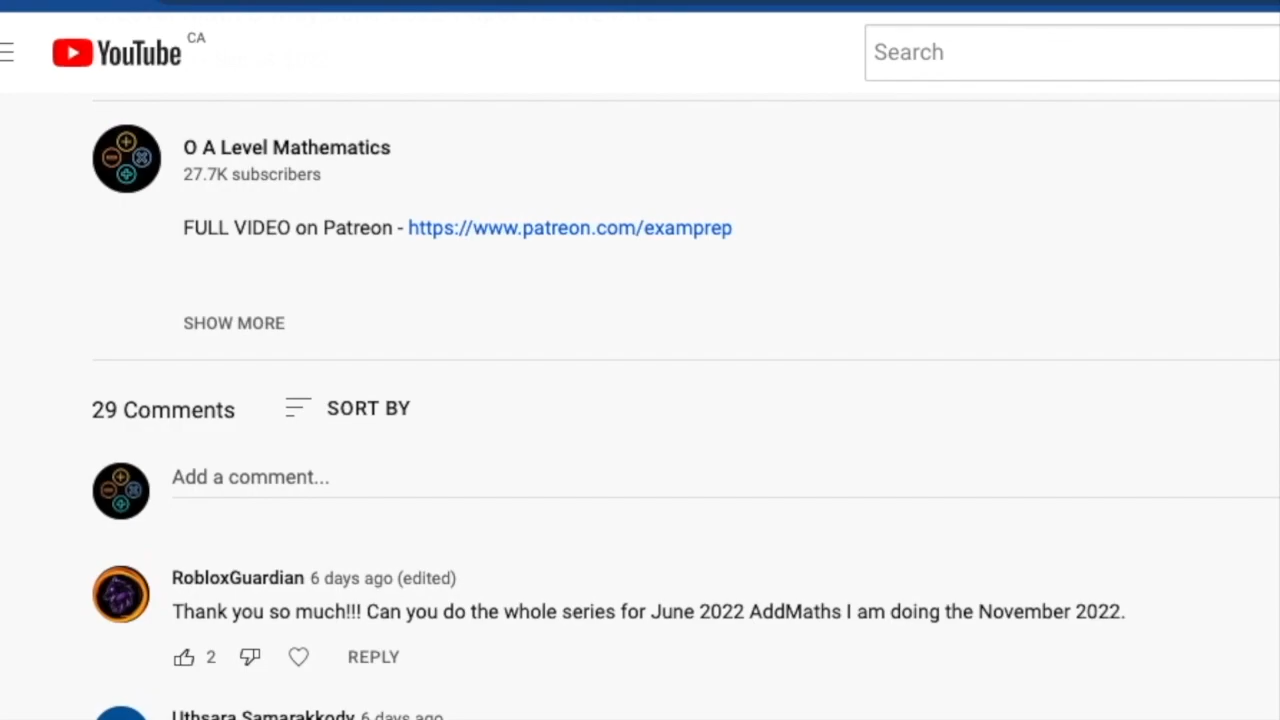 YouTube CA
Search
O A Level Mathematics
27.7K subscribers
FULL VIDEO on Patreon - https://www.patreon.com/examprep
SHOW MORE
29 Comments SORT BY
Add a comment...
RobloxGuardian 6 days ago (edited)
Thank you so much!!! Can you do the whole series for June 2022 AddMaths I am doing the November 2022.
2 REPLY
Uthsara Samarakkody 6 days ago